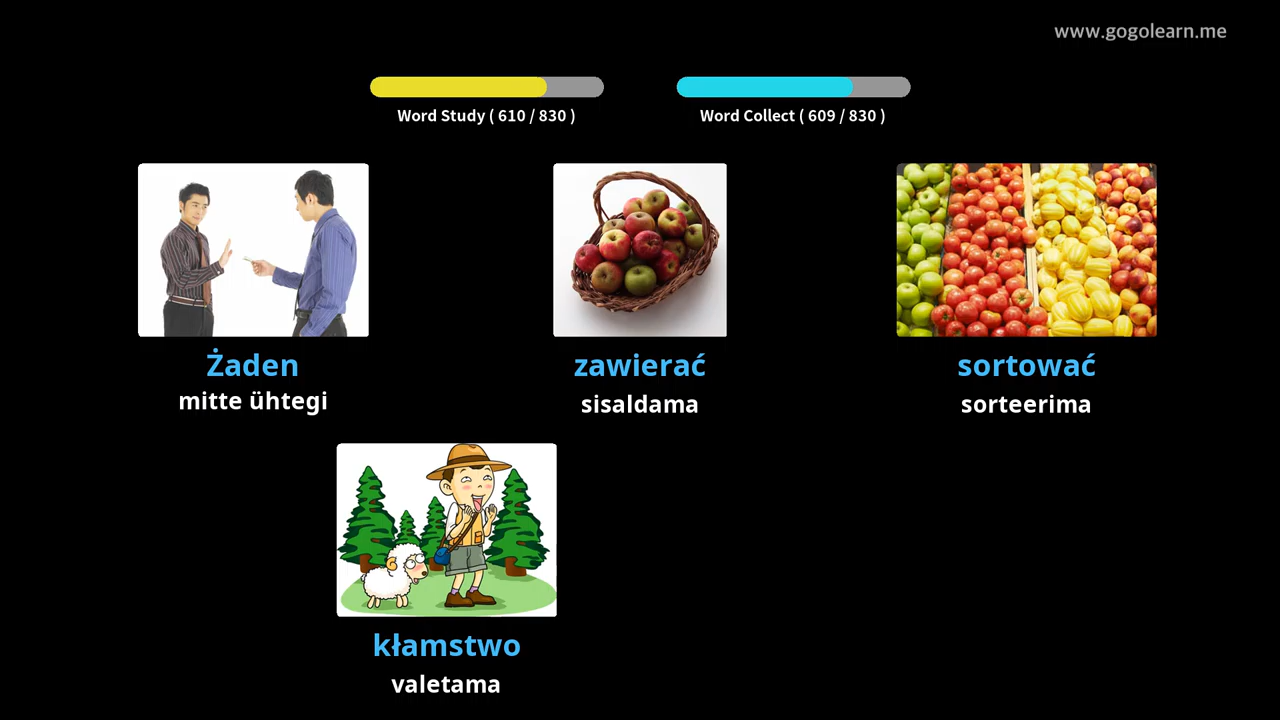 www.gogolearn.me
Word Study ( 610 / 830 )
Word Collect ( 609 / 830 )
Żaden
mitte ühtegi
zawierać
sisaldama
sortować
sorteerima
kłamstwo
valetama